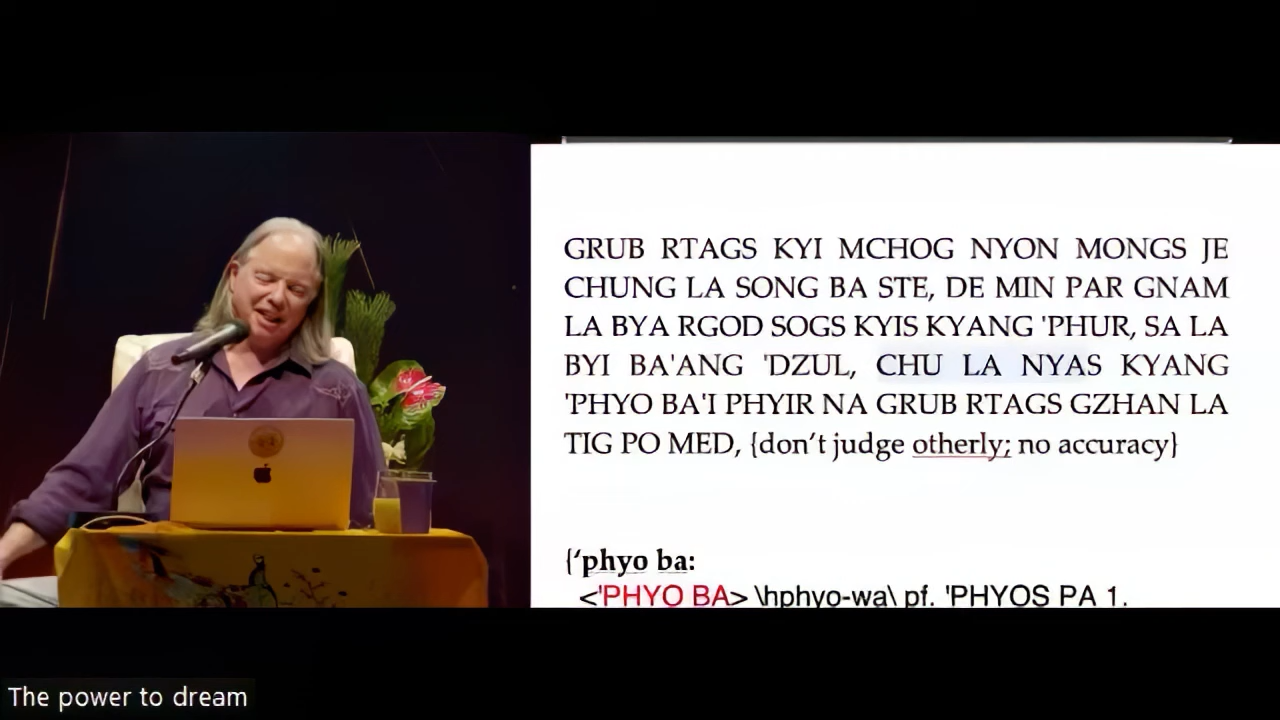 GRUB RTAGS KYI MCHOG NYON MONGS JE
CHUNG LA SONG BA STE, DE MIN PAR GNAM
LA BYA RGOD SOGS KYIS KYANG 'PHUR, SA LA
BYI BA'ANG 'DZUL, CHU LA NYAS KYANG
'PHYO BA'I PHYIR NA GRUB RTAGS GZHAN LA
TIG PO MED, {don’t judge otherly; no accuracy}
{‘phyo ba:
<'PHYO BA> \hphyo-wa\ pf. 'PHYOS PA 1.
The power to dream